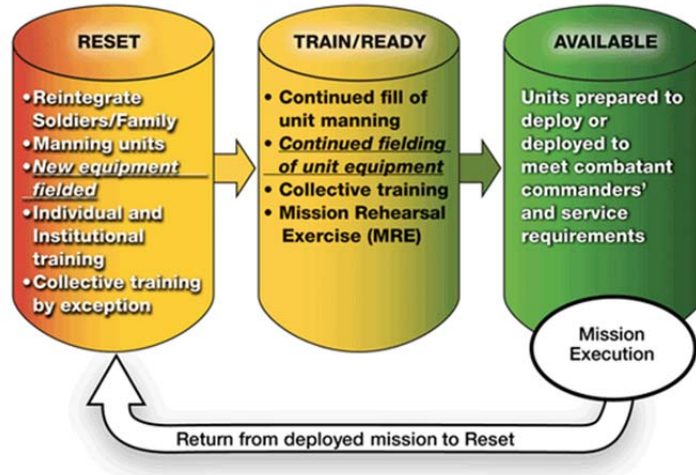 RESET
•Reintegrate
Soldiers/Family
•Manning units
•New equipment
fielded
•Individual and
Institutional
training
•Collective training
by exception
TRAIN/READY
• Continued fill of
unit manning
• Continued fielding
of unit equipment
• Collective training
• Mission Rehearsal
Exercise (MRE)
AVAILABLE
Units prepared to
deploy or
deployed to
meet combatant
commanders'
and service
requirements
Mission
Execution
Return from deployed mission to Reset